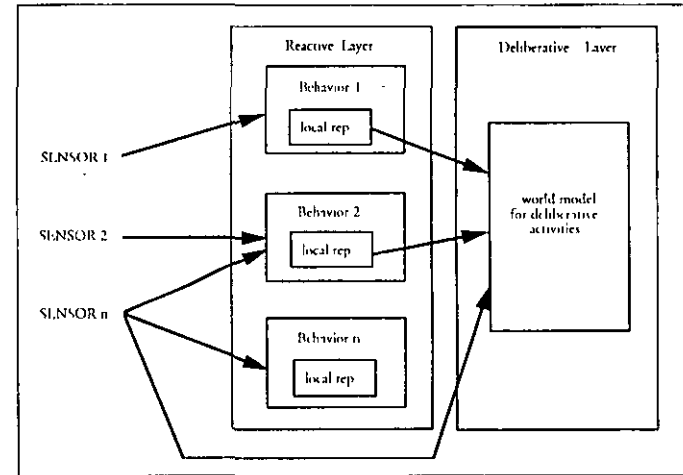 Reactive Layer
Deliberative Layer
Behavior 1
local rep
SENSOR 1
world model
for deliberative
activities
Behavior 2
local rep
SENSOR 2
SENSOR n
Behavior n
local rep